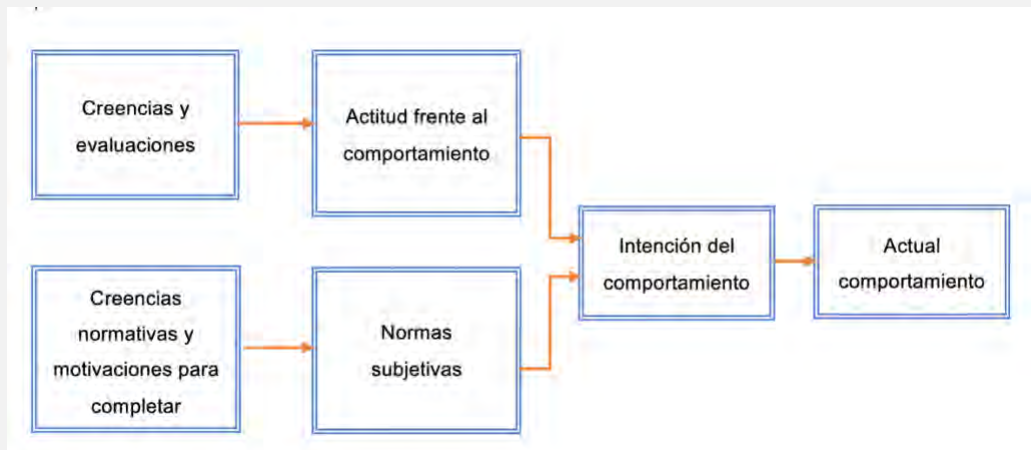 Creencias y
evaluaciones
Actitud frente al
comportamiento
Creencias
normativas y
motivaciones para
completar
Normas
subjetivas
Intención del
comportamiento
Actual
comportamiento